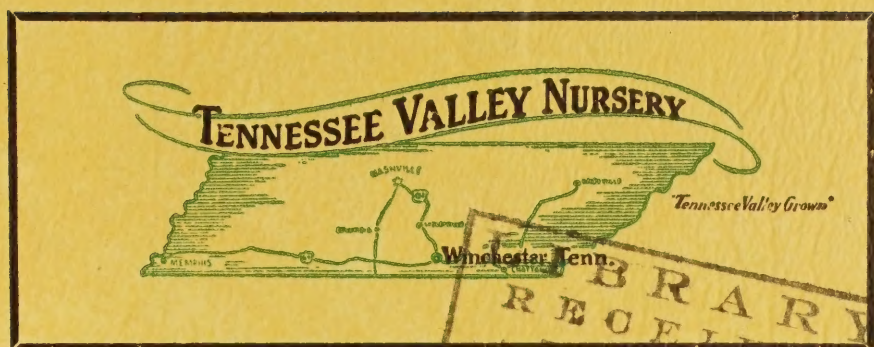 TENNESSEE VALLEY NURSERY
NASHVILLE
"Tennessee Valley Grown"
Winchester, Tenn.
MEMPHIS
LIBRARY
RECEI